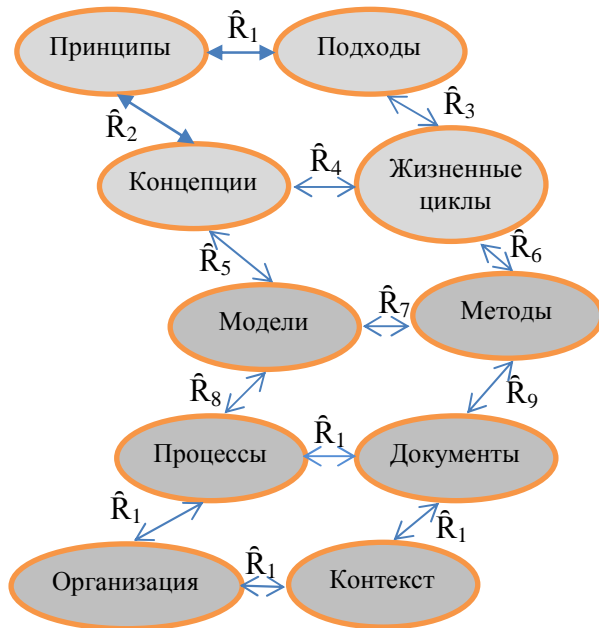 Принципы
R̂₁
Подходы
R̂₂
R̂₃
Концепции
R̂₄
Жизненные
циклы
R̂₅
R̂₆
Модели
R̂₇
Методы
R̂₈
R̂₉
Процессы
R̂₁
Документы
R̂₁
R̂₁
Организация
R̂₁
Контекст